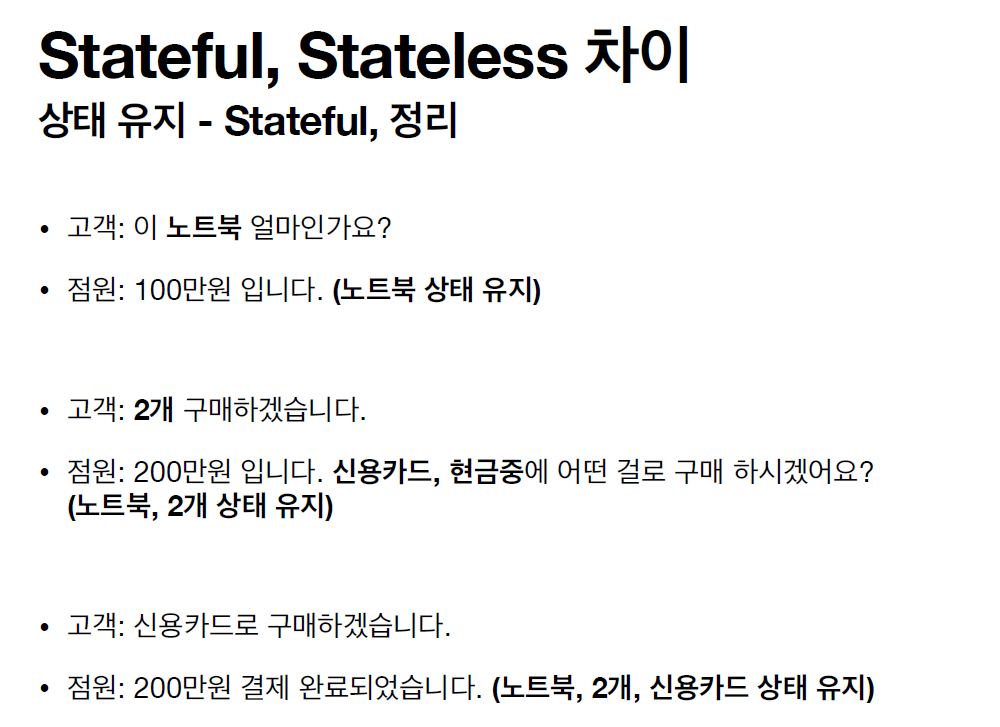 Stateful, Stateless 차이
상태 유지 - Stateful, 정리
• 고객: 이 노트북 얼마인가요?
• 점원: 100만원 입니다. (노트북 상태 유지)
• 고객: 2개 구매하겠습니다.
• 점원: 200만원 입니다. 신용카드, 현금중에 어떤 걸로 구매 하시겠어요?
(노트북, 2개 상태 유지)
• 고객: 신용카드로 구매하겠습니다.
• 점원: 200만원 결제 완료되었습니다. (노트북, 2개, 신용카드 상태 유지)